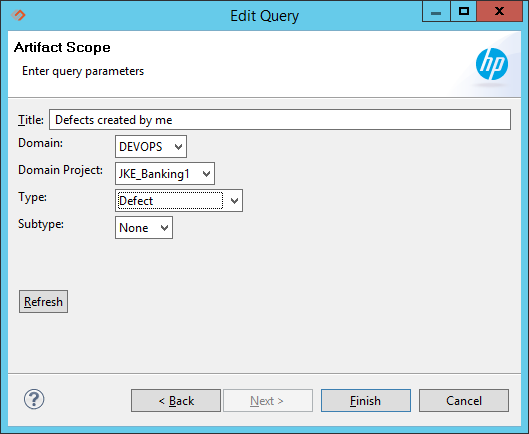 Edit Query
Artifact Scope
Enter query parameters
hp
Title: Defects created by me
Domain: DEVOPS
Domain Project: JKE_Banking1
Type: Defect
Subtype: None
Refresh
? < Back Next > Finish Cancel